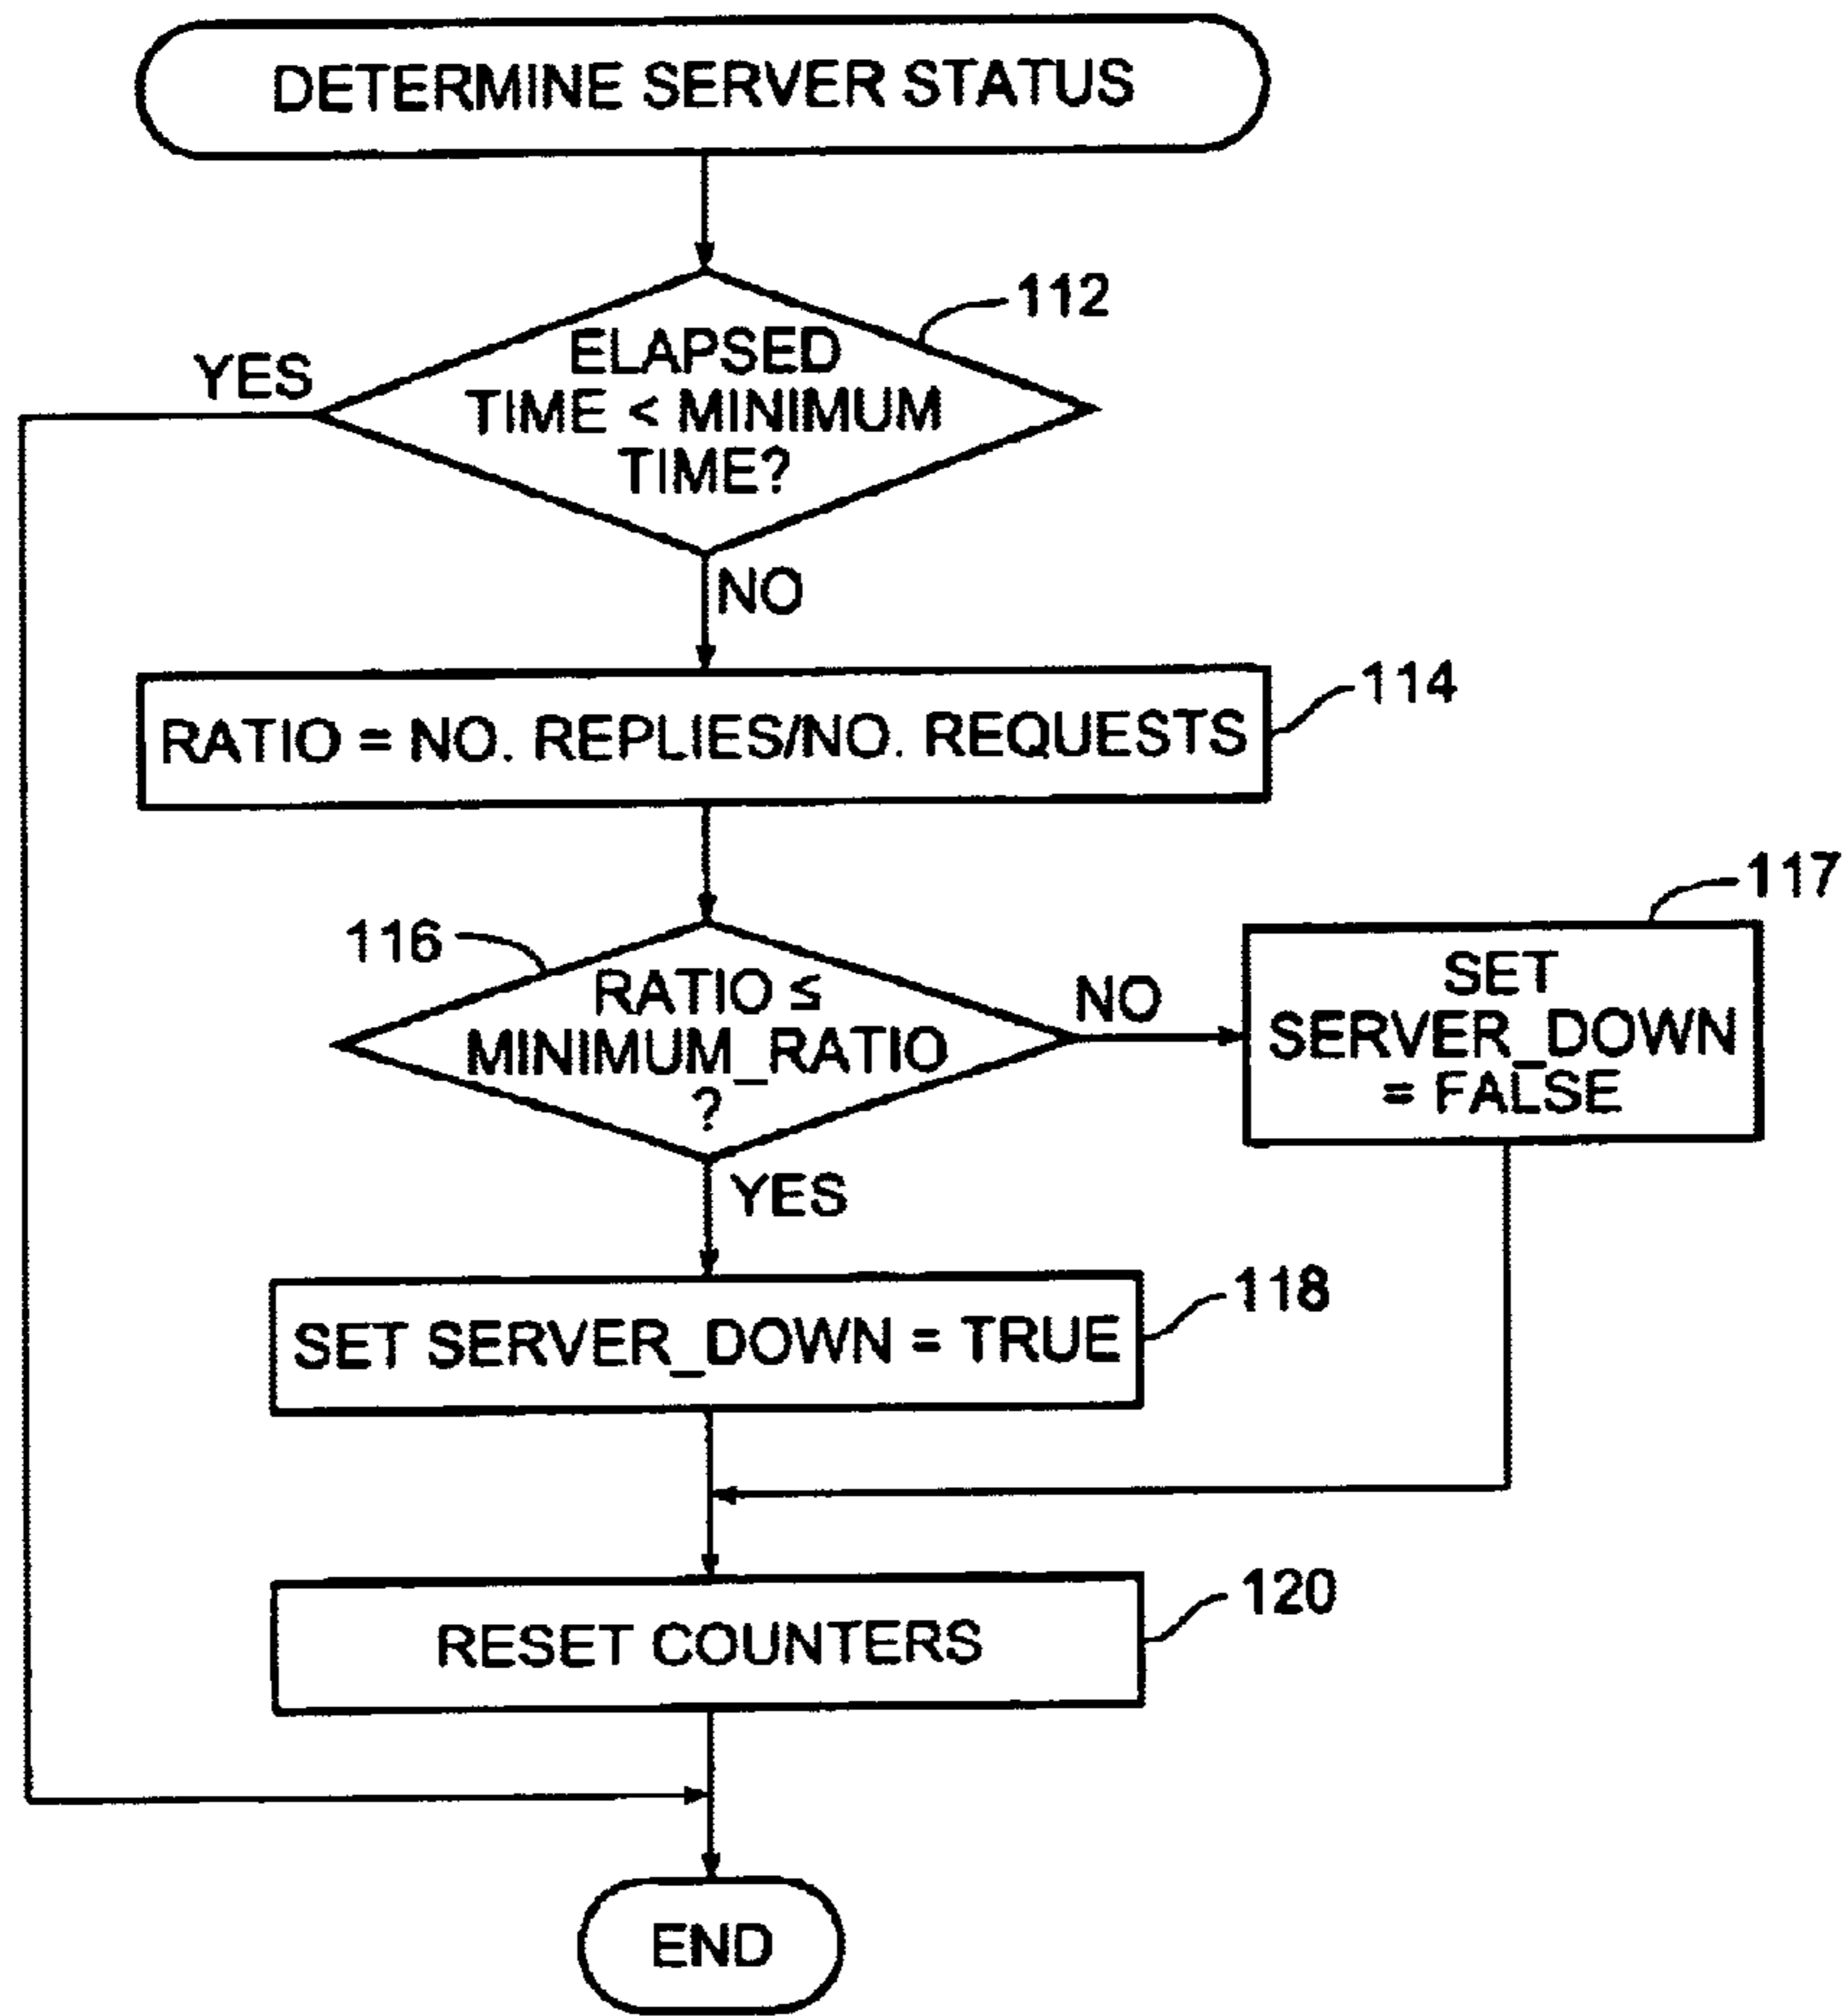 DETERMINE SERVER STATUS
112
YES
ELAPSED
TIME < MINIMUM
TIME?
NO
114
RATIO = NO. REPLIES/NO. REQUESTS
117
116
RATIO ≤
MINIMUM_RATIO
?
NO
SET
SERVER_DOWN
= FALSE
YES
118
SET SERVER_DOWN = TRUE
120
RESET COUNTERS
END